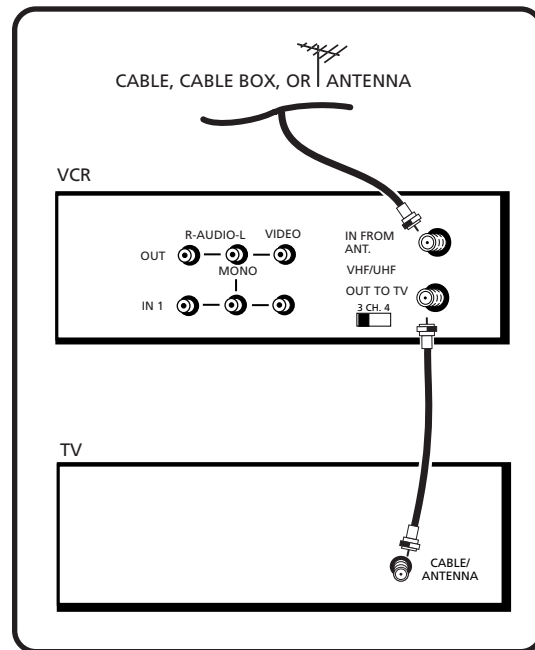 CABLE, CABLE BOX, OR ANTENNA
VCR
R-AUDIO-L VIDEO
OUT
MONO
IN 1
IN FROM
ANT.
VHF/UHF
OUT TO TV
3 CH. 4
TV
CABLE/
ANTENNA